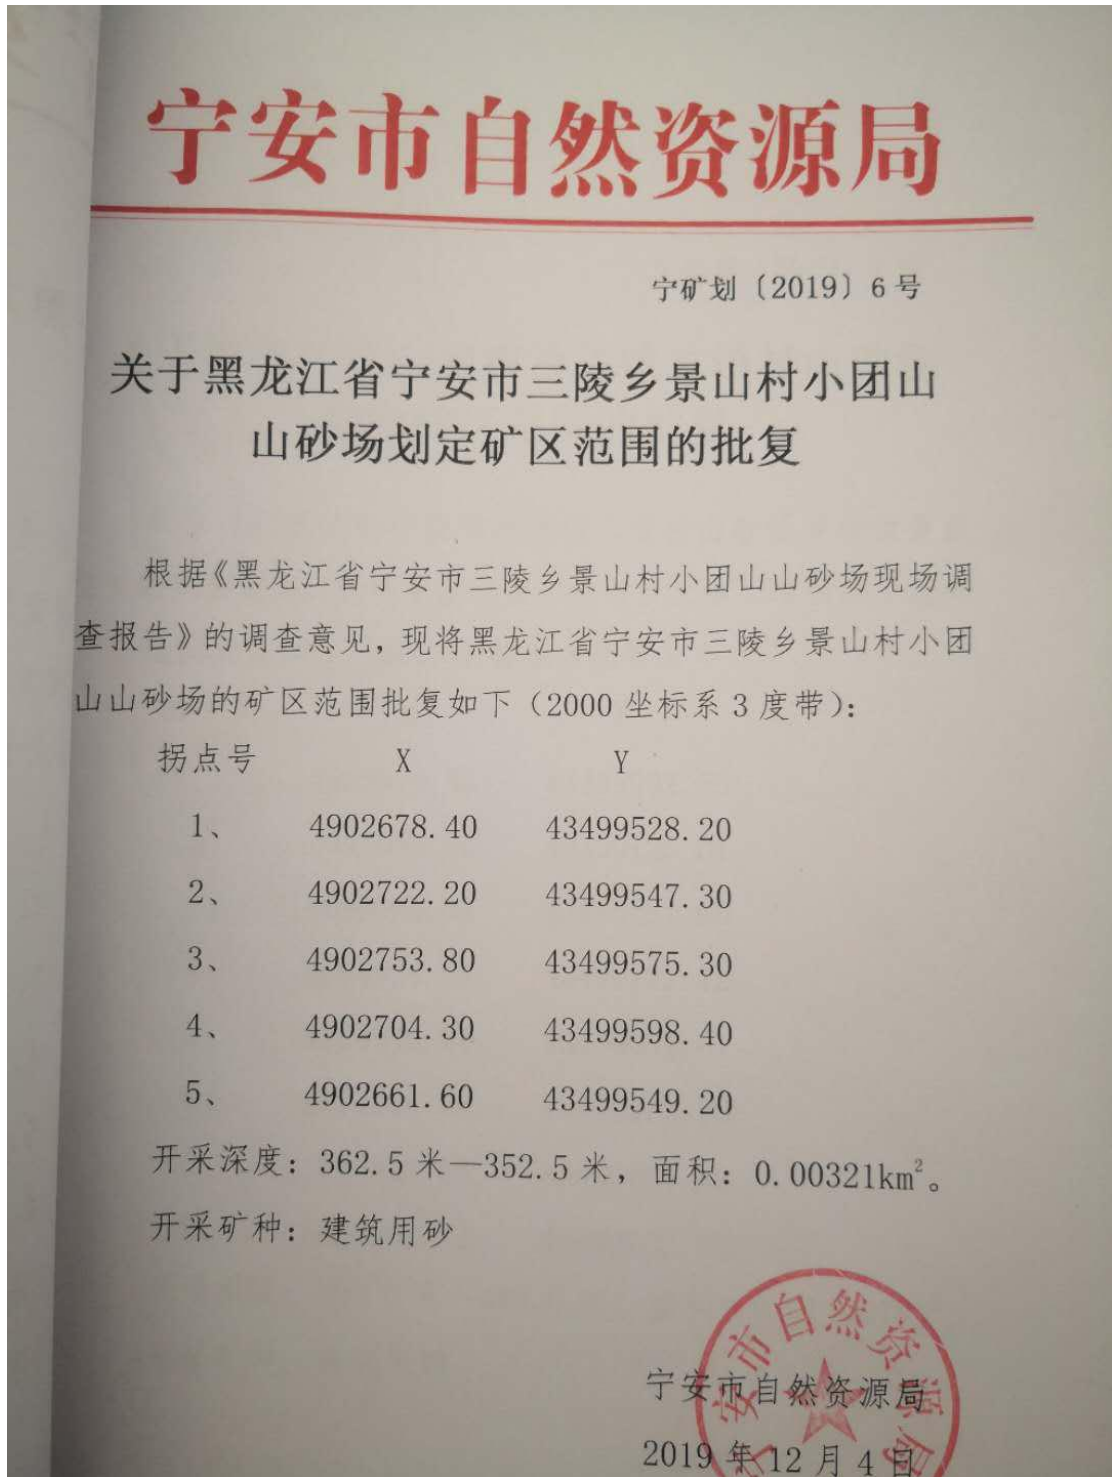 宁安市自然资源局
宁矿划〔2019〕6号
关于黑龙江省宁安市三陵乡景山村小团山
山砂场划定矿区范围的批复
根据《黑龙江省宁安市三陵乡景山村小团山山砂场现场调
查报告》的调查意见，现将黑龙江省宁安市三陵乡景山村小团
山山砂场的矿区范围批复如下（2000坐标系3度带）：
拐点号 X Y
1、 4902678.40 43499528.20
2、 4902722.20 43499547.30
3、 4902753.80 43499575.30
4、 4902704.30 43499598.40
5、 4902661.60 43499549.20
开采深度：362.5米—352.5米，面积：0.00321km²。
开采矿种：建筑用砂
宁安市自然资源局
宁安市自然资源局
2019年12月4日